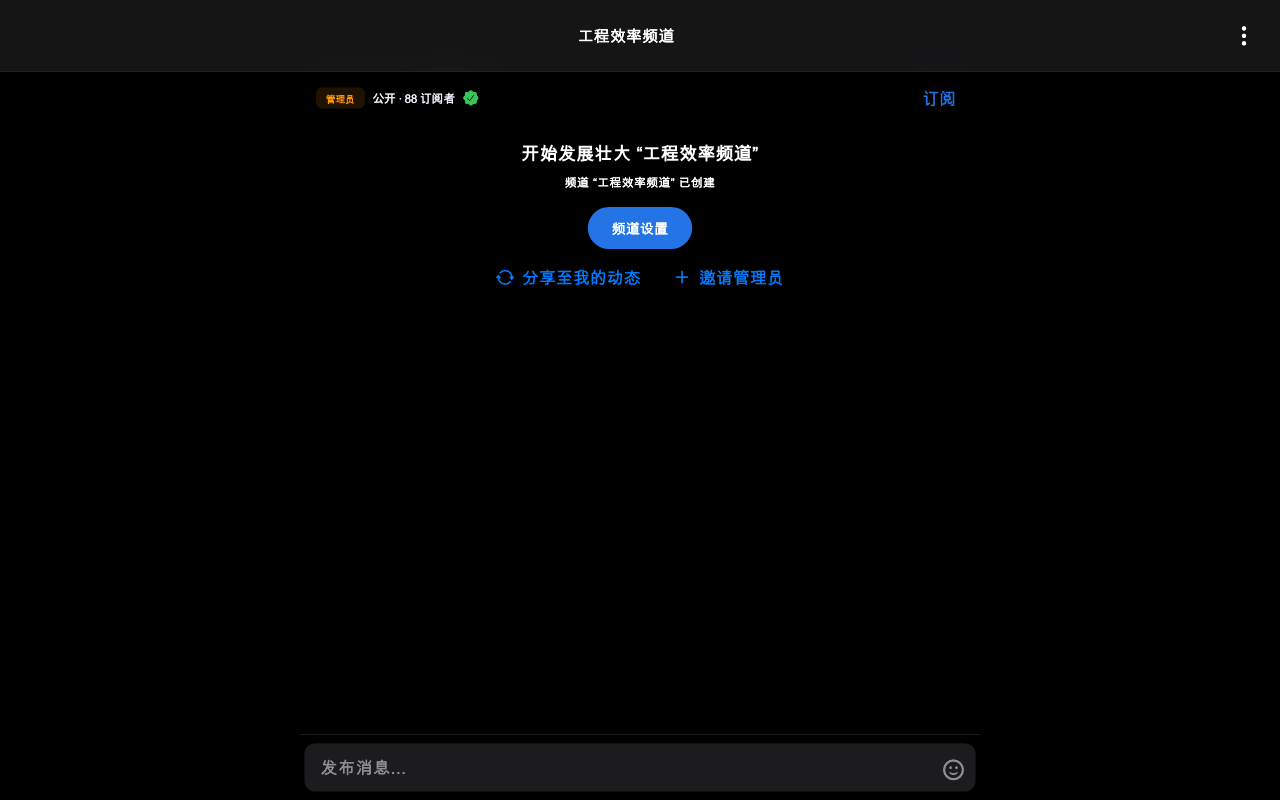 工程效率频道
管理员 公开 · 88 订阅者 订阅
开始发展壮大 “工程效率频道”
频道 “工程效率频道” 已创建
频道设置
分享至我的动态 邀请管理员
发布消息...